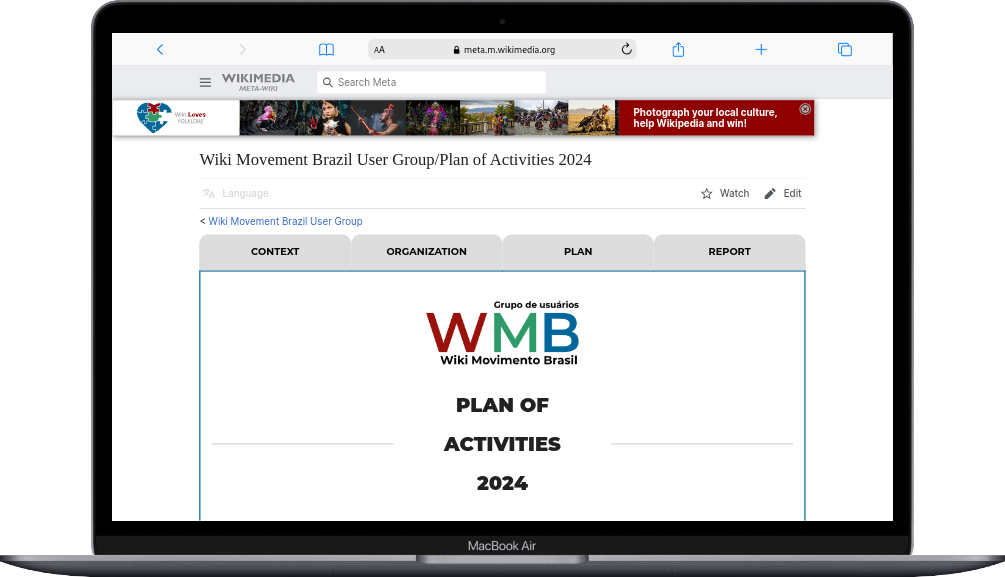 AA meta.m.wikimedia.org
WIKIMEDIA
META-WIKI
Search Meta
Wiki Loves
FOLKLORE
Photograph your local culture,
help Wikipedia and win!
Wiki Movement Brazil User Group/Plan of Activities 2024
Language
Watch
Edit
< Wiki Movement Brazil User Group
CONTEXT
ORGANIZATION
PLAN
REPORT
Grupo de usuários
WMB
Wiki Movimento Brasil
PLAN OF
ACTIVITIES
2024
MacBook Air